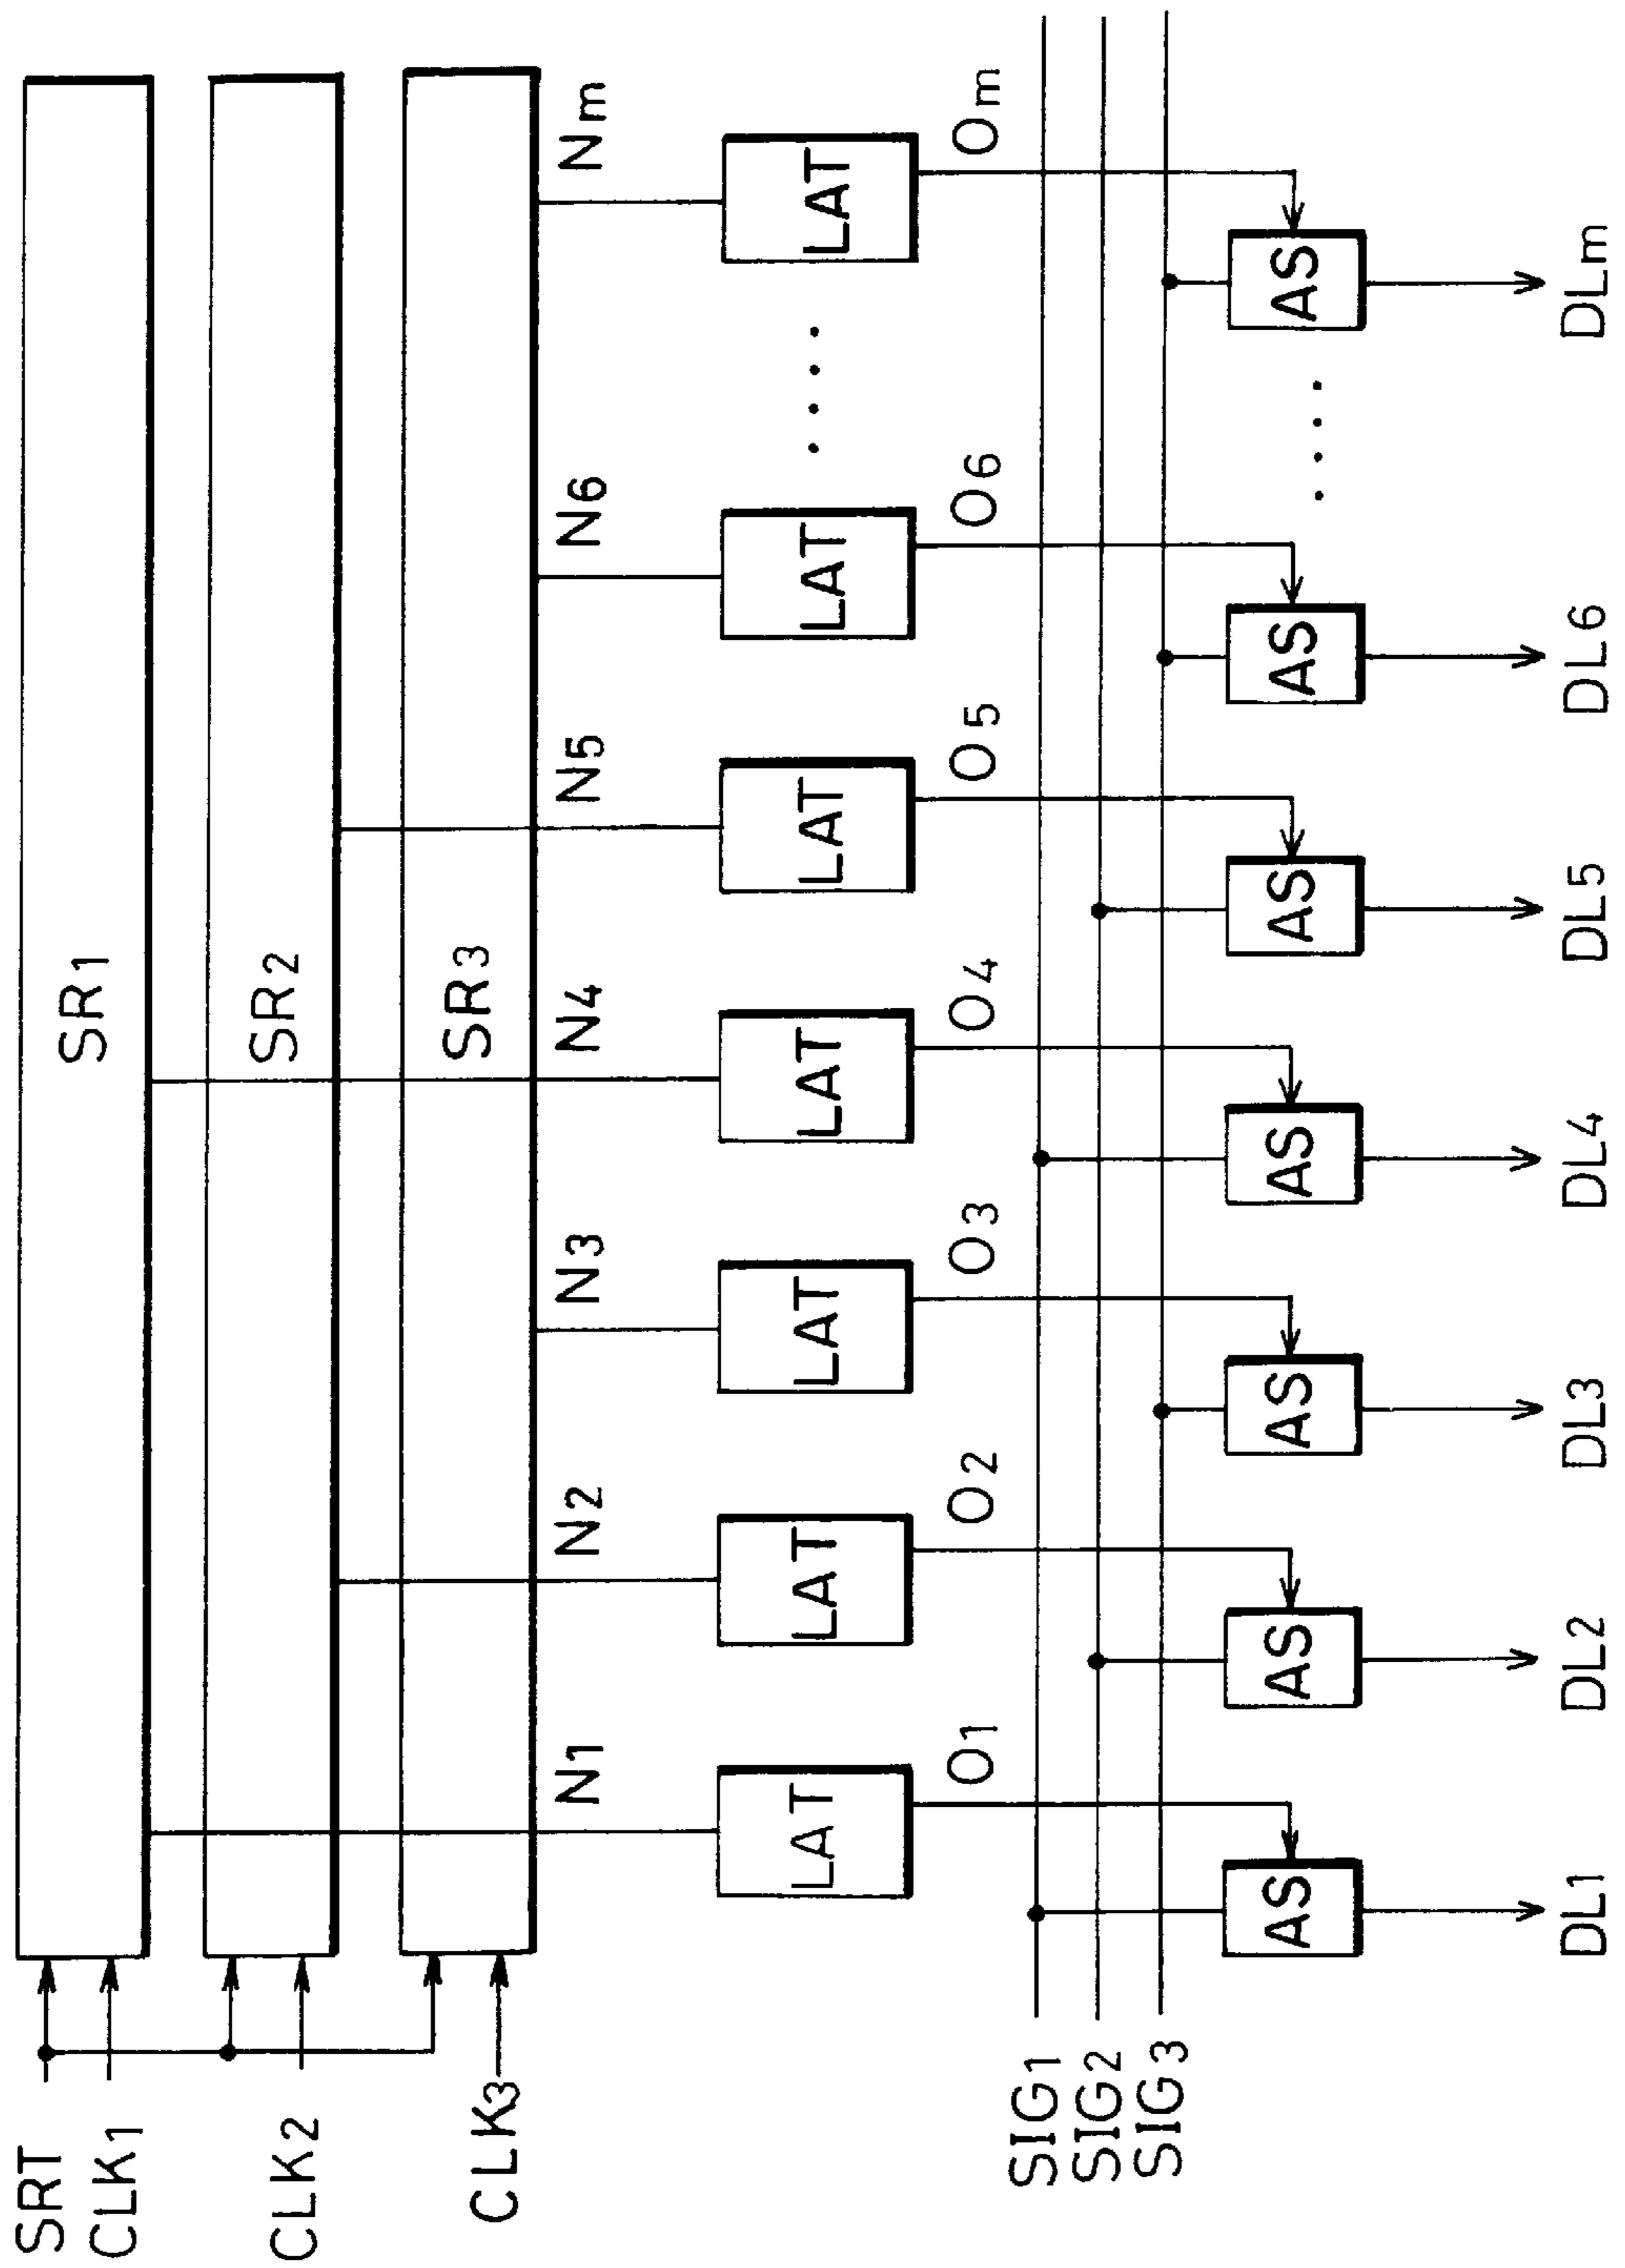 SRT
CLK1
SR1
CLK2
SR2
CLK3
SR3
N1 N2 N3 N4 N5 N6 Nm
LAT LAT LAT LAT LAT LAT LAT
O1 O2 O3 O4 O5 O6 Om
SIG1
SIG2
SIG3
AS AS AS AS AS AS AS
DL1 DL2 DL3 DL4 DL5 DL6 DLm